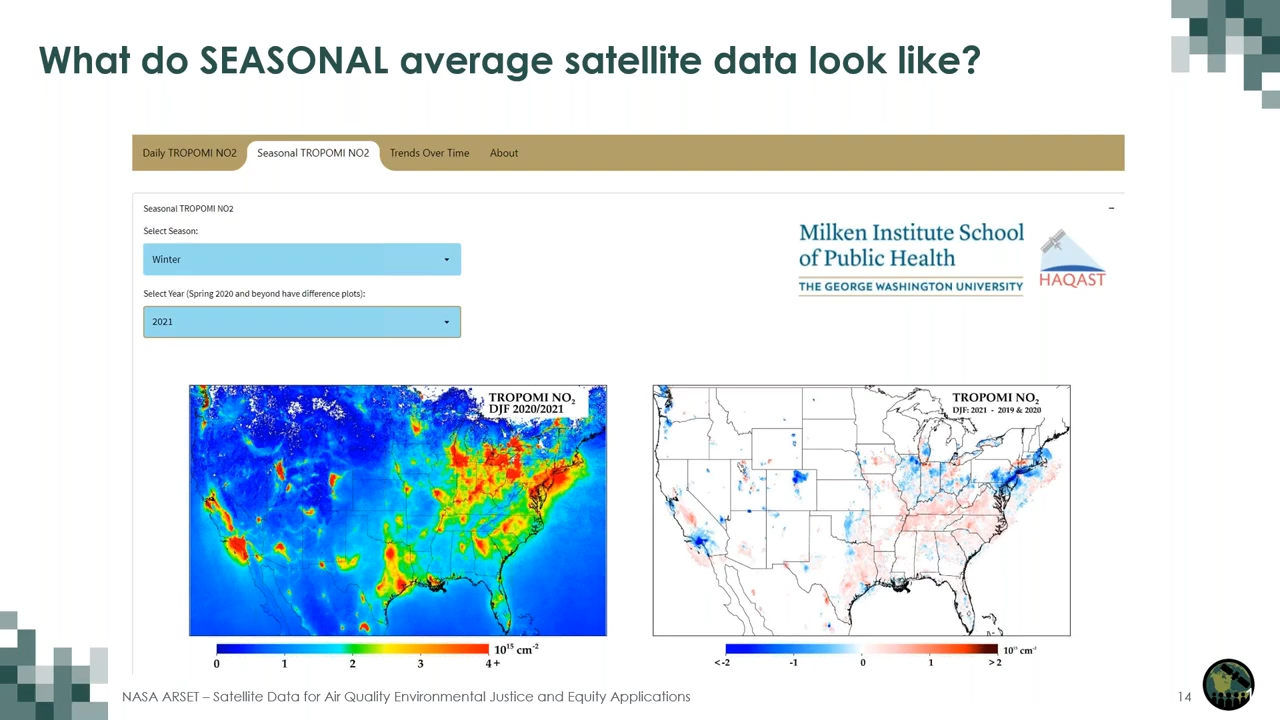 What do SEASONAL average satellite data look like?
Daily TROPOMI NO2 Seasonal TROPOMI NO2 Trends Over Time About
Seasonal TROPOMI NO2
Select Season:
Winter
Select Year (Spring 2020 and beyond have difference plots):
2021
Milken Institute School
of Public Health
THE GEORGE WASHINGTON UNIVERSITY
HAQAST
TROPOMI NO₂
DJF 2020/2021
0 1 2 3 4+
10¹⁵ cm⁻²
TROPOMI NO₂
DJF: 2021 - 2019 & 2020
<-2 -1 0 1 >2
10¹⁵ cm⁻²
NASA ARSET – Satellite Data for Air Quality Environmental Justice and Equity Applications
14